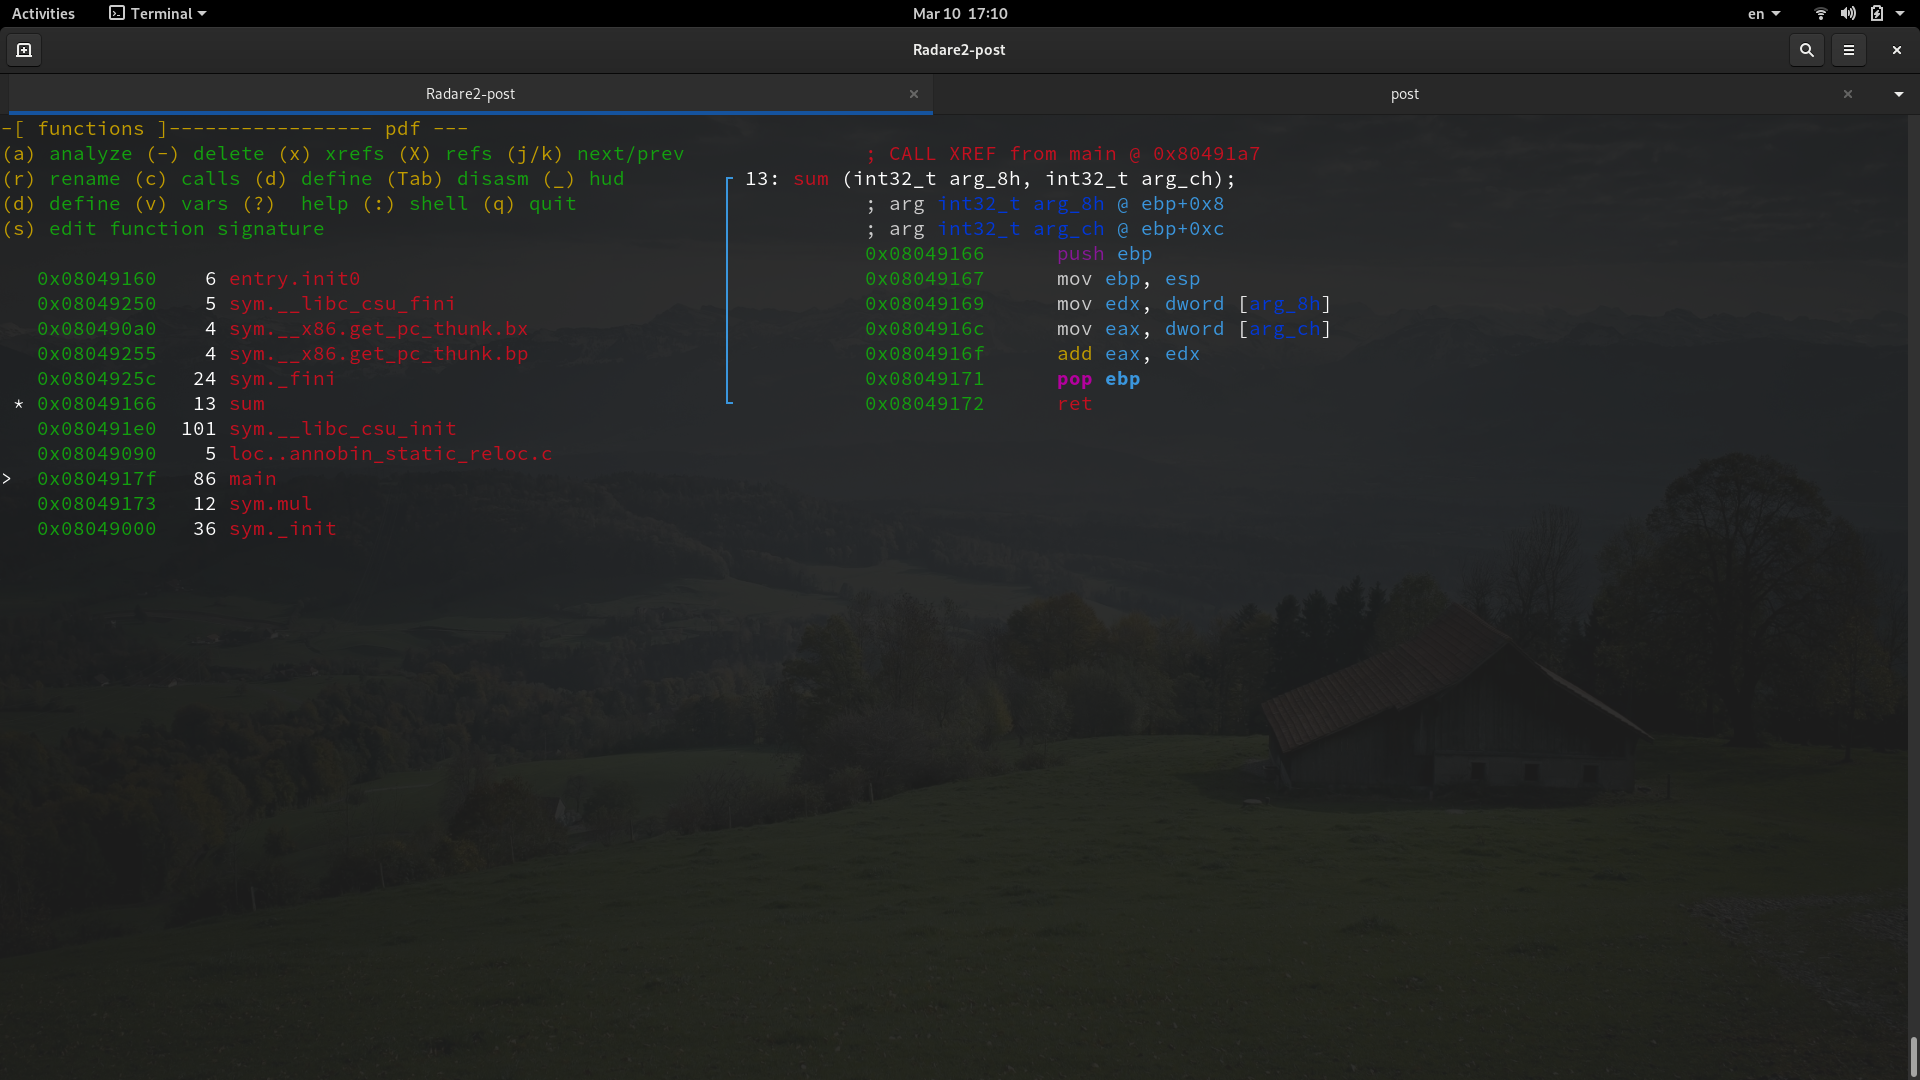 Activities Terminal Mar 10 17:10 en
Radare2-post
Radare2-post × post ×
-[ functions ]----------------- pdf ---
(a) analyze (-) delete (x) xrefs (X) refs (j/k) next/prev
(r) rename (c) calls (d) define (Tab) disasm (_) hud
(d) define (v) vars (?)  help (:) shell (q) quit
(s) edit function signature
0x08049160 6 entry.init0
0x08049250 5 sym.__libc_csu_fini
0x080490a0 4 sym.__x86.get_pc_thunk.bx
0x08049255 4 sym.__x86.get_pc_thunk.bp
0x0804925c 24 sym._fini
* 0x08049166 13 sum
0x080491e0 101 sym.__libc_csu_init
0x08049090 5 loc..annobin_static_reloc.c
> 0x0804917f 86 main
0x08049173 12 sym.mul
0x08049000 36 sym._init
; CALL XREF from main @ 0x80491a7
13: sum (int32_t arg_8h, int32_t arg_ch);
; arg int32_t arg_8h @ ebp+0x8
; arg int32_t arg_ch @ ebp+0xc
0x08049166 push ebp
0x08049167 mov ebp, esp
0x08049169 mov edx, dword [arg_8h]
0x0804916c mov eax, dword [arg_ch]
0x0804916f add eax, edx
0x08049171 pop ebp
0x08049172 ret